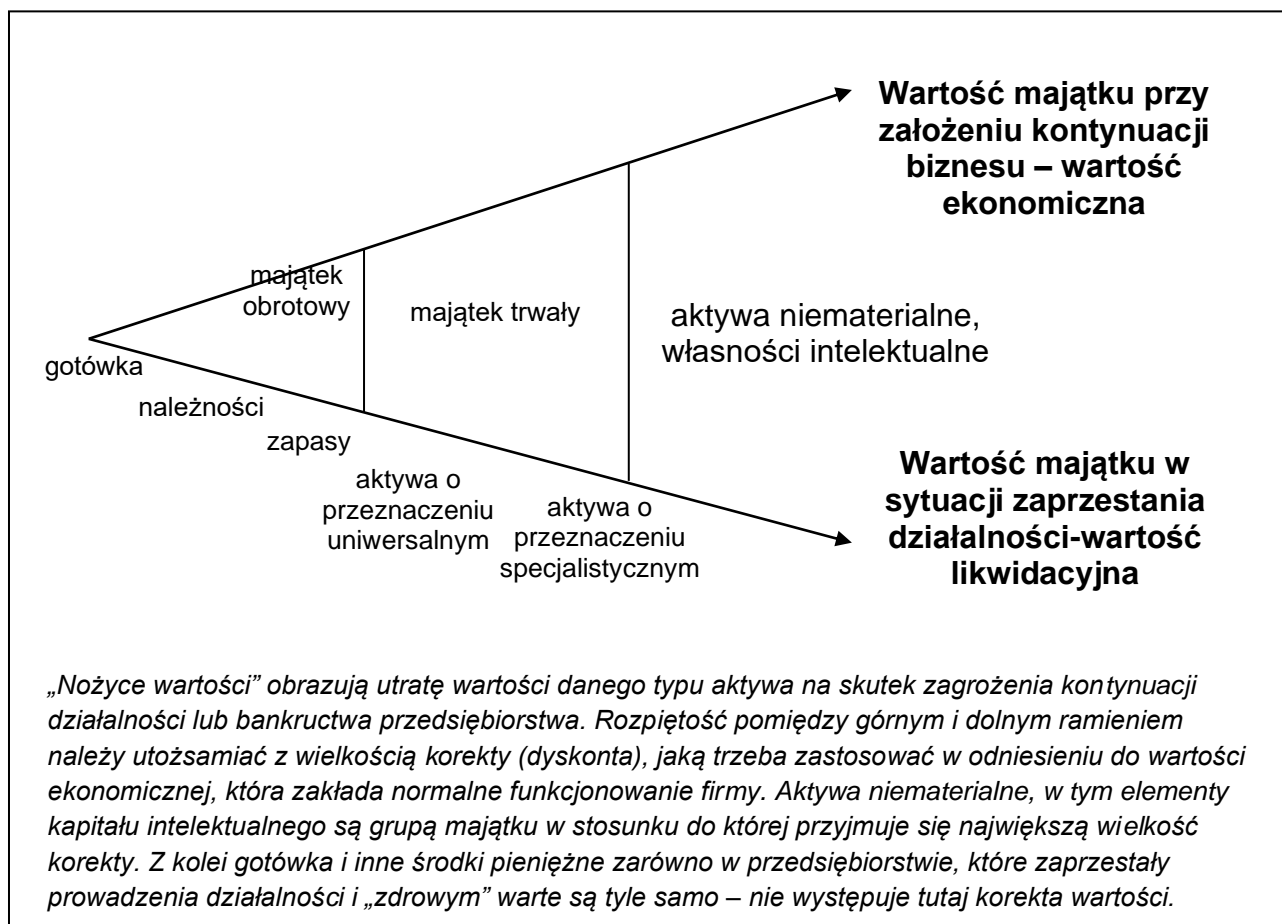 Wartość majątku przy
założeniu kontynuacji
biznesu – wartość
ekonomiczna
majątek
obrotowy
majątek trwały
aktywa niematerialne,
własności intelektualne
gotówka
należności
zapasy
aktywa o
przeznaczeniu
uniwersalnym
aktywa o
przeznaczeniu
specjalistycznym
Wartość majątku w
sytuacji zaprzestania
działalności-wartość
likwidacyjna
„Nożyce wartości” obrazują utratę wartości danego typu aktywa na skutek zagrożenia kontynuacji
działalności lub bankructwa przedsiębiorstwa. Rozpiętość pomiędzy górnym i dolnym ramieniem
należy utożsamiać z wielkością korekty (dyskonta), jaką trzeba zastosować w odniesieniu do wartości
ekonomicznej, która zakłada normalne funkcjonowanie firmy. Aktywa niematerialne, w tym elementy
kapitału intelektualnego są grupą majątku w stosunku do której przyjmuje się największą wielkość
korekty. Z kolei gotówka i inne środki pieniężne zarówno w przedsiębiorstwie, które zaprzestały
prowadzenia działalności i „zdrowym” warte są tyle samo – nie występuje tutaj korekta wartości.